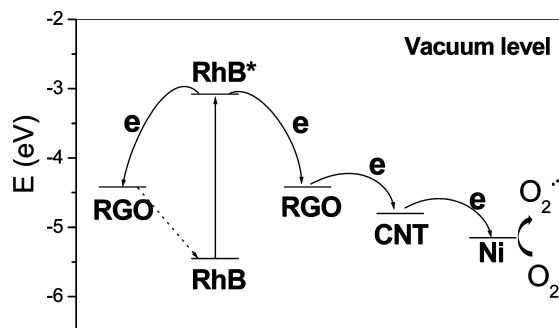 Vacuum level
E (eV)
-2
-3
-4
-5
-6
RhB*
e
e
e
e
RGO
RGO
CNT
Ni
RhB
O₂·⁻
O₂